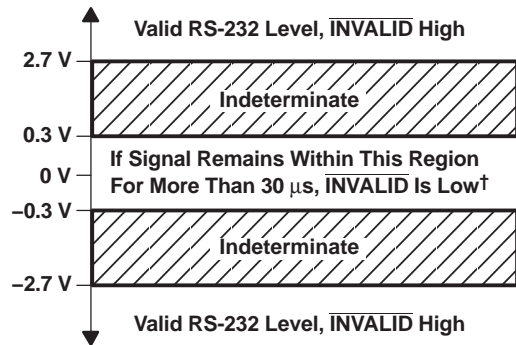 Valid RS-232 Level, INVALID High
2.7 V
Indeterminate
0.3 V
If Signal Remains Within This Region
0 V
For More Than 30 μs, INVALID Is Low†
−0.3 V
Indeterminate
−2.7 V
Valid RS-232 Level, INVALID High